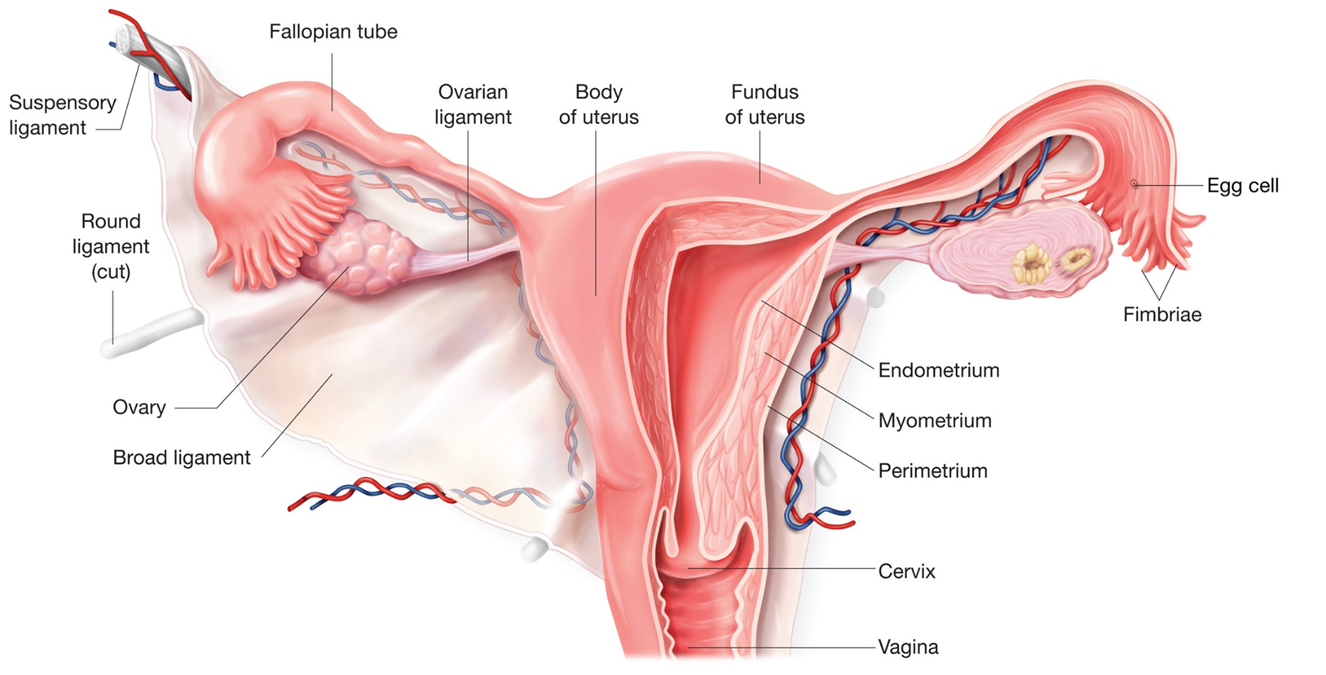 Fallopian tube
Suspensory
ligament
Ovarian
ligament
Body
of uterus
Fundus
of uterus
Egg cell
Round
ligament
(cut)
Fimbriae
Endometrium
Ovary
Myometrium
Broad ligament
Perimetrium
Cervix
Vagina